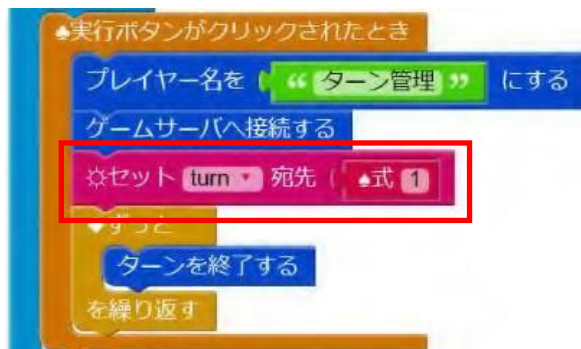 ♠実行ボタンがクリックされたとき
プレイヤー名を “ ターン管理 ” にする
ゲームサーバへ接続する
☼セット turn 宛先 ♠式 1
♠ずっと
ターンを終了する
を繰り返す